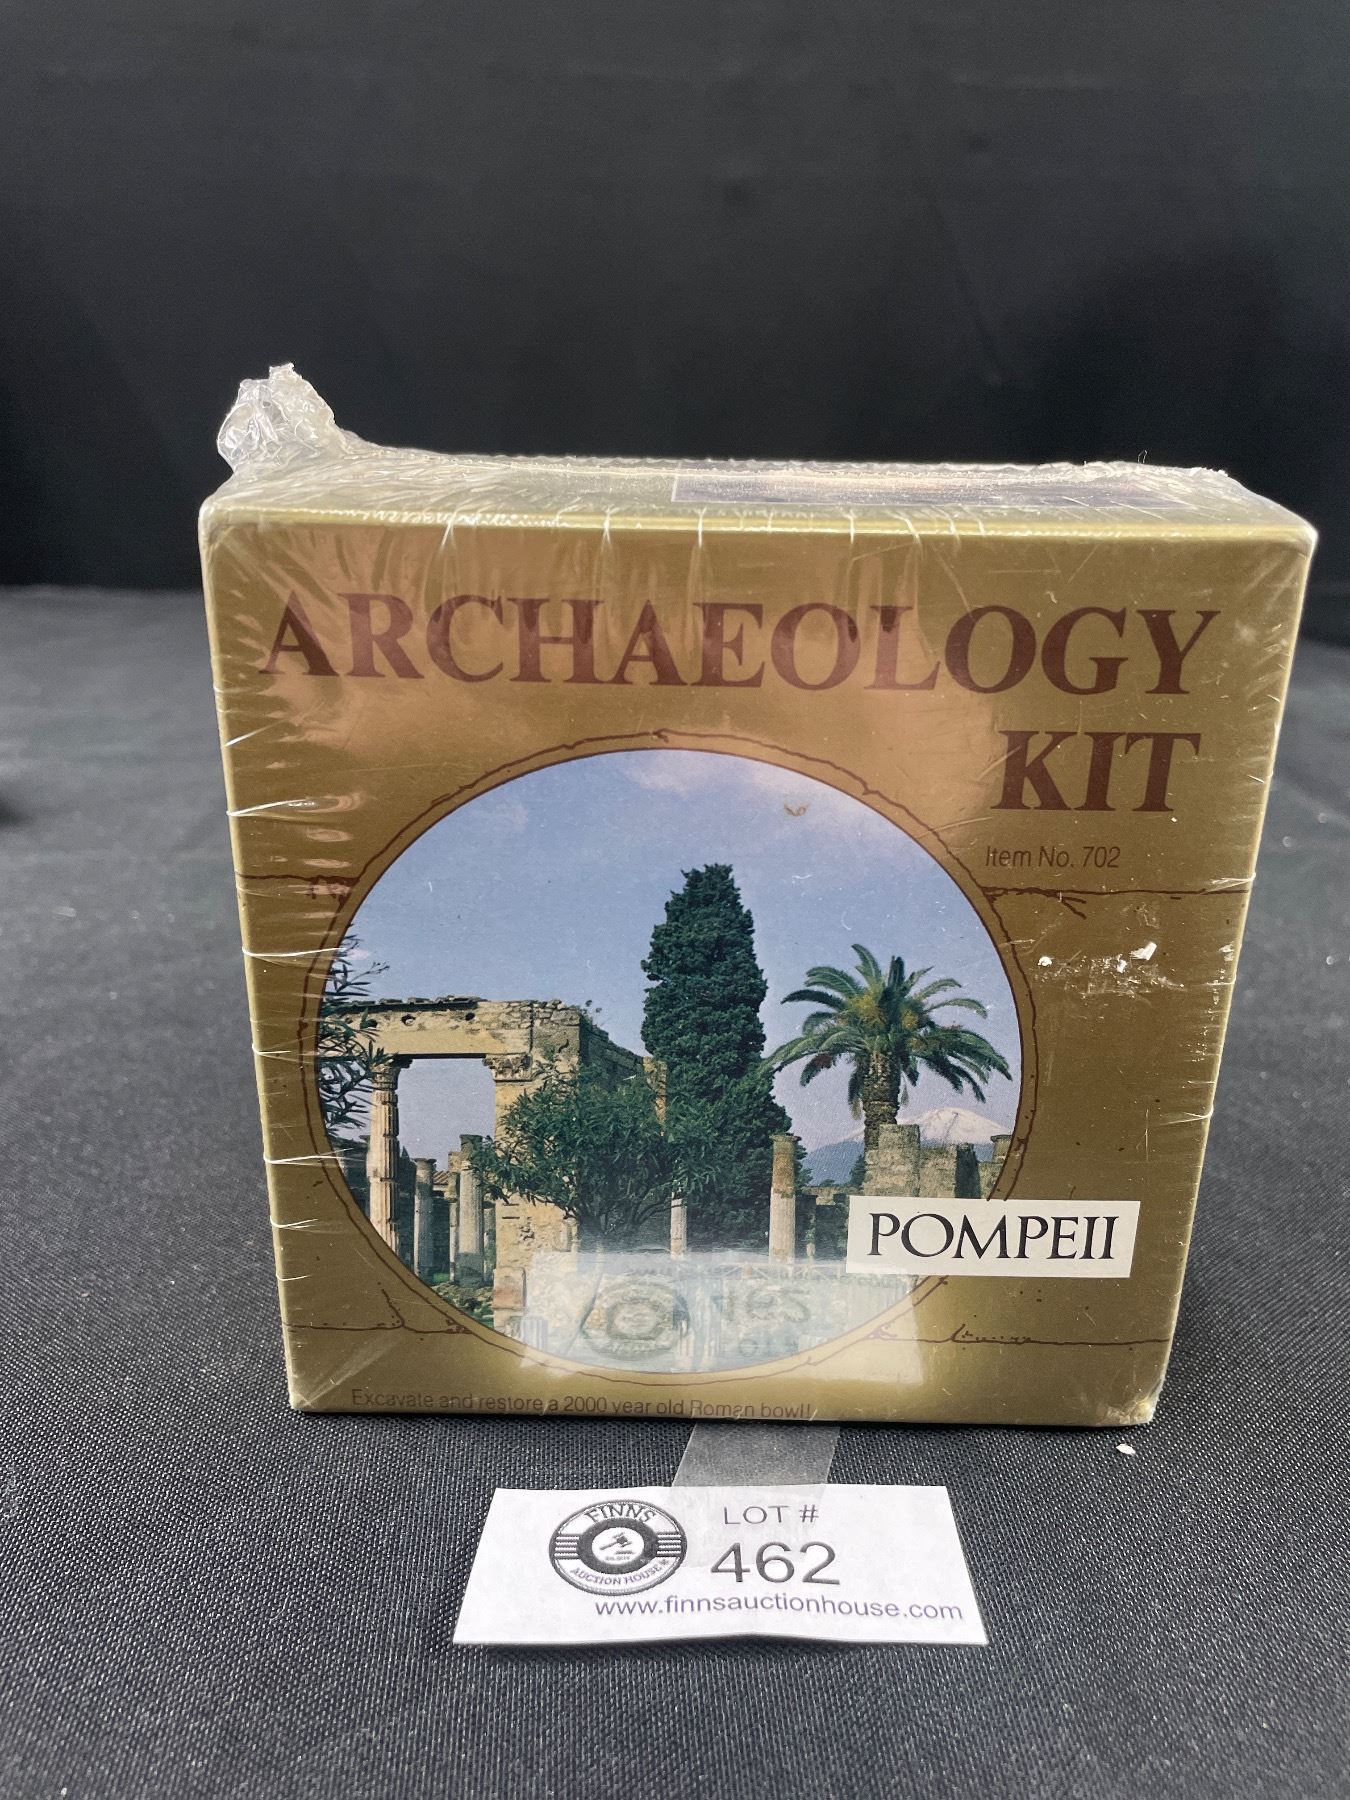 ARCHAEOLOGY
KIT
Item No. 702
POMPEII
Excavate and restore a 2000 year old Roman bowl!
FINNS
AUCTION HOUSE
LOT #
462
www.finnsauctionhouse.com